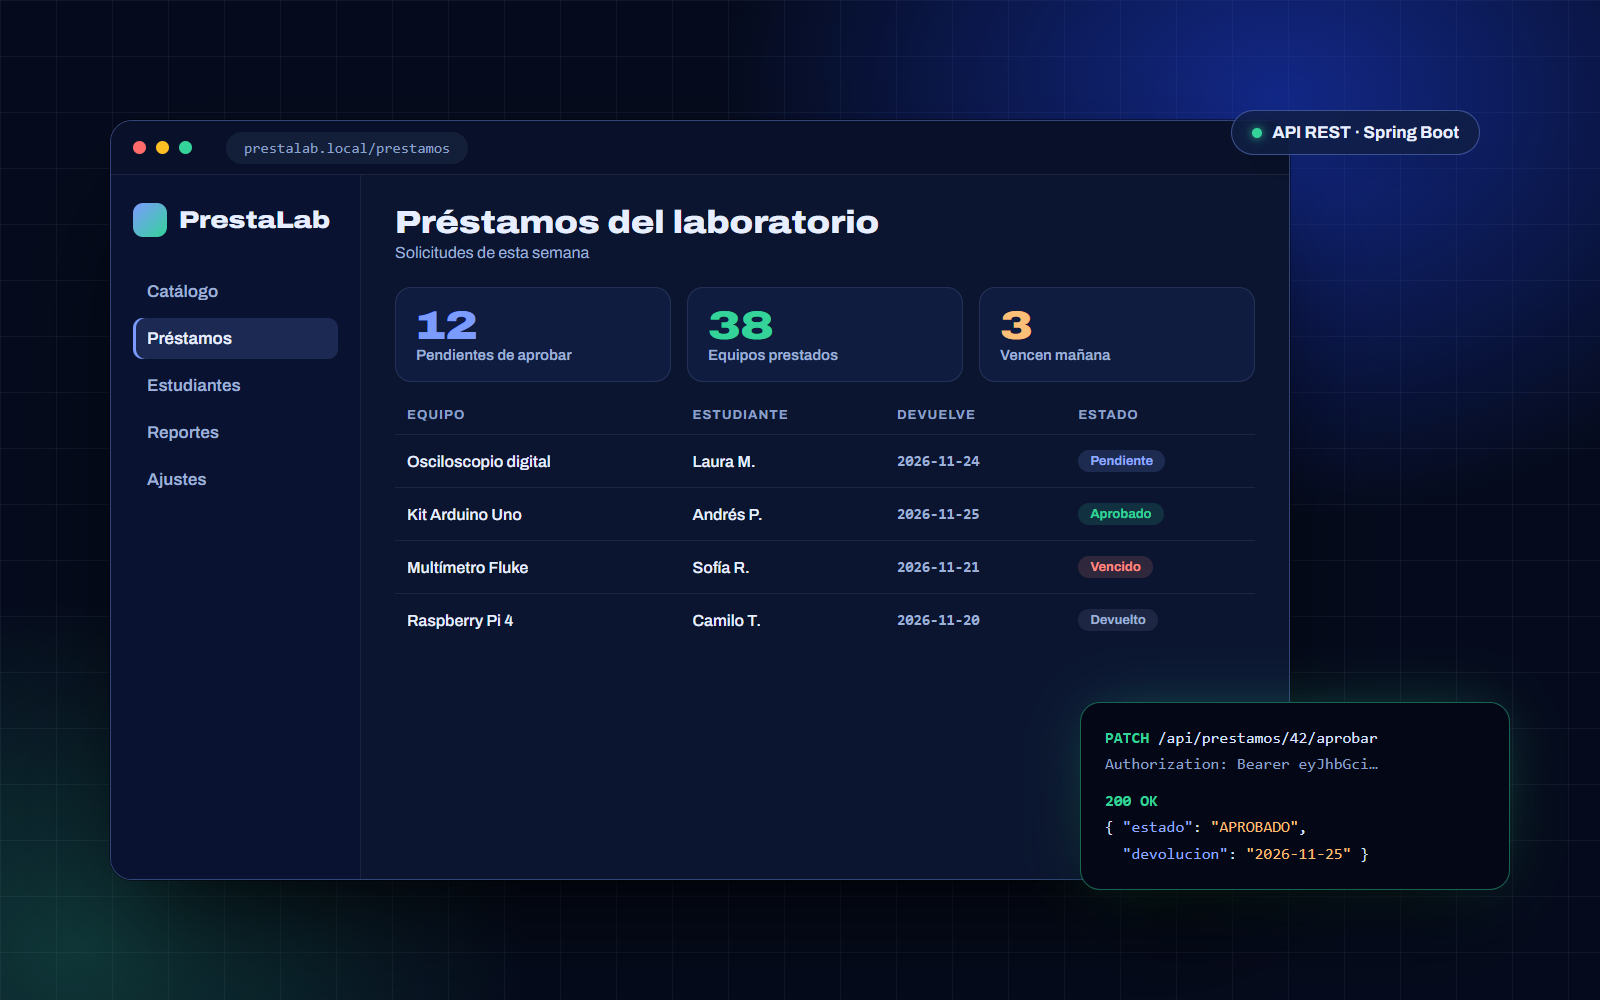 API REST · Spring Boot
prestalab.local/prestamos
PrestaLab
Catálogo
Préstamos
Estudiantes
Reportes
Ajustes
Préstamos del laboratorio
Solicitudes de esta semana
12
Pendientes de aprobar
38
Equipos prestados
3
Vencen mañana
EQUIPO ESTUDIANTE DEVUELVE ESTADO
Osciloscopio digital Laura M. 2026-11-24 Pendiente
Kit Arduino Uno Andrés P. 2026-11-25 Aprobado
Multímetro Fluke Sofía R. 2026-11-21 Vencido
Raspberry Pi 4 Camilo T. 2026-11-20 Devuelto
PATCH /api/prestamos/42/aprobar
Authorization: Bearer eyJhbGci…
200 OK
{ "estado": "APROBADO",
"devolucion": "2026-11-25" }